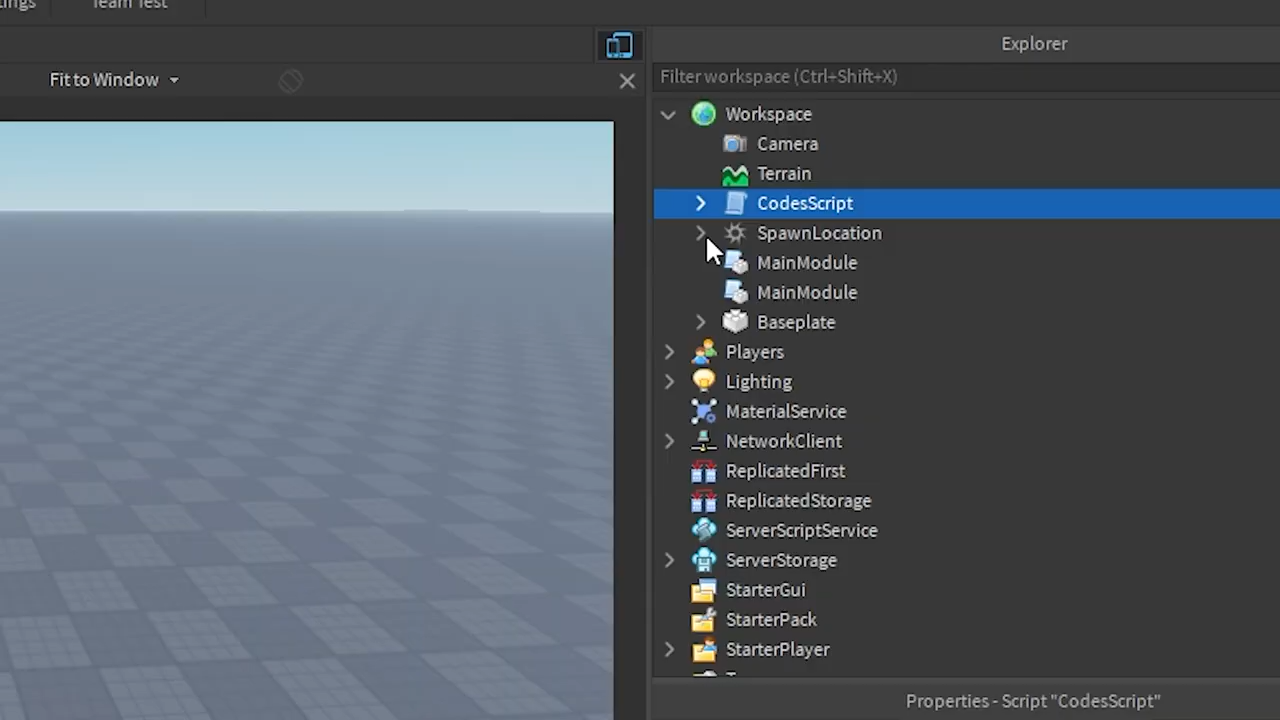 Team Test
Explorer
Fit to Window
Filter workspace (Ctrl+Shift+X)
Workspace
Camera
Terrain
CodesScript
SpawnLocation
MainModule
MainModule
Baseplate
Players
Lighting
MaterialService
NetworkClient
ReplicatedFirst
ReplicatedStorage
ServerScriptService
ServerStorage
StarterGui
StarterPack
StarterPlayer
Properties - Script "CodesScript"